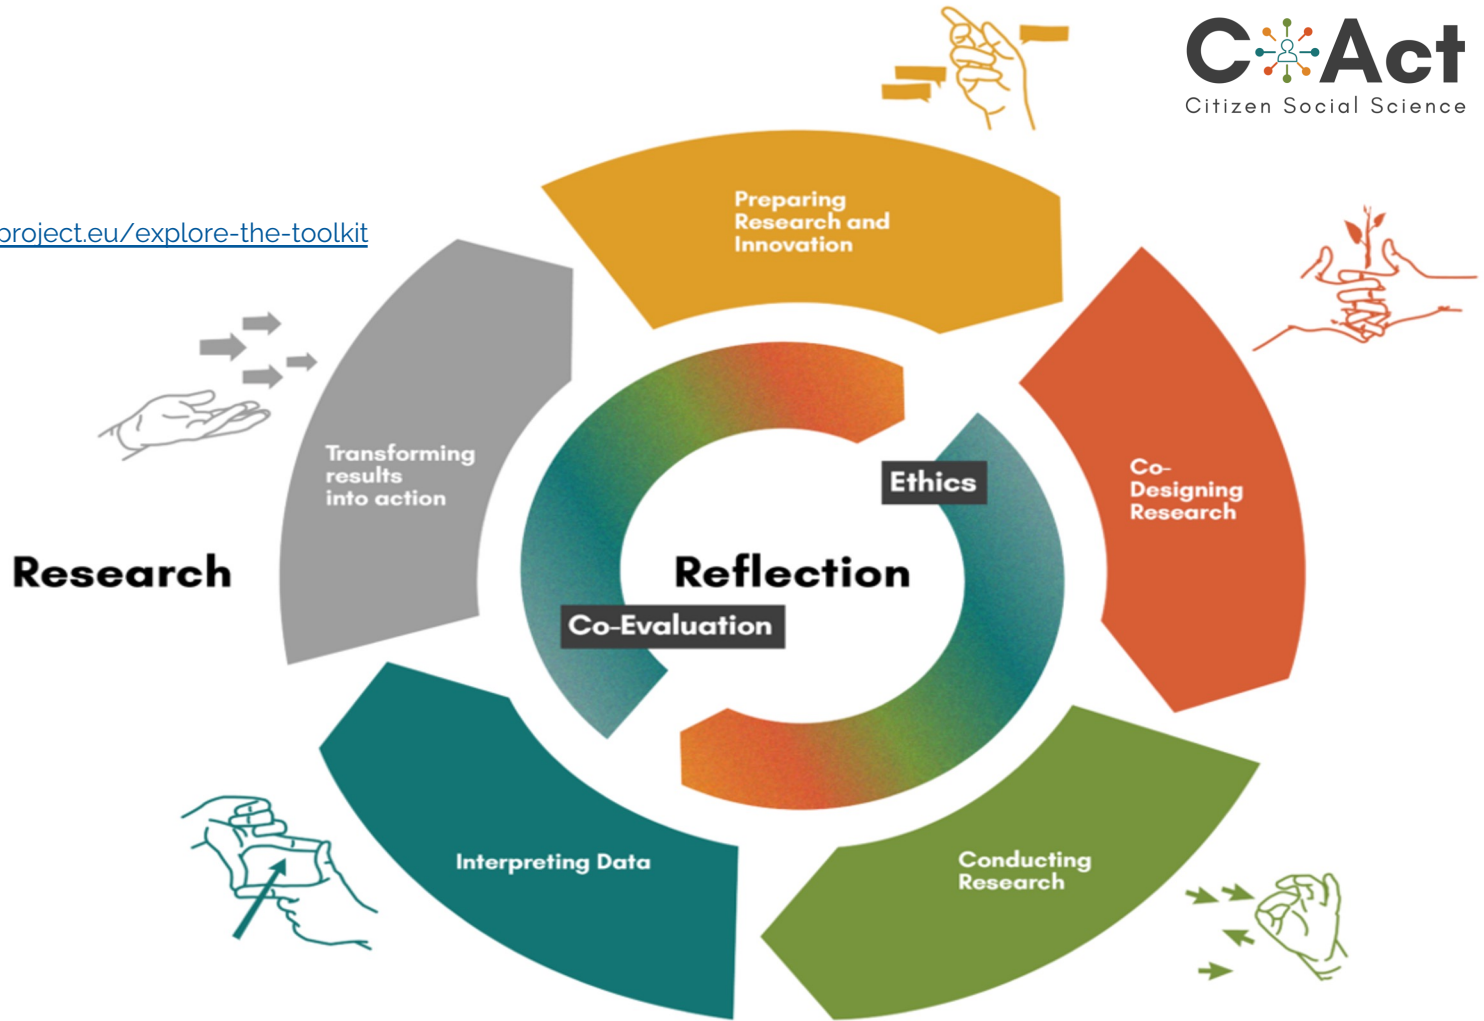 C Act
Citizen Social Science
project.eu/explore-the-toolkit
Preparing
Research and
Innovation
Co-
Designing
Research
Conducting
Research
Interpreting Data
Transforming
results
into action
Research
Reflection
Ethics
Co-Evaluation